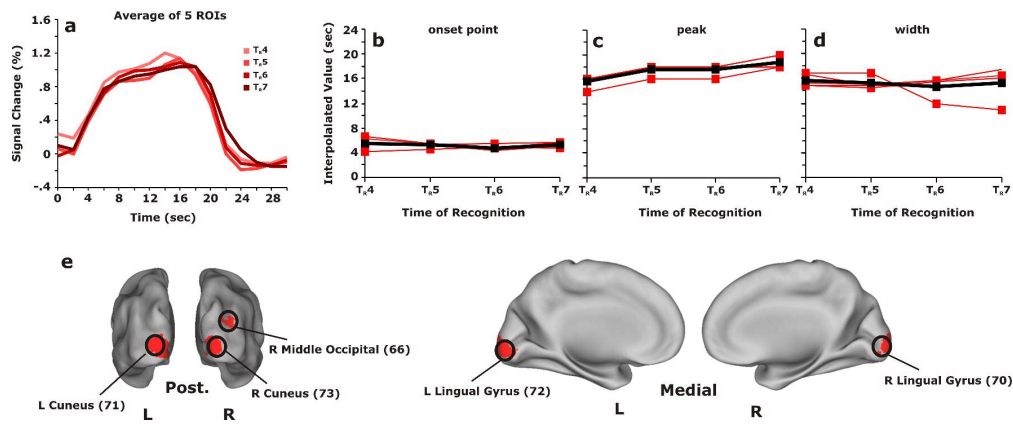 a
Average of 5 ROIs
Signal Change (%)
1.6
1.2
.8
.4
0
-.4
0 4 8 12 16 20 24 28
Time (sec)
TR4
TR5
TR6
TR7
Interpolalated Value (sec)
24
20
16
12
8
4
0
b
onset point
TR4 TR5 TR6 TR7
Time of Recognition
c
peak
TR4 TR5 TR6 TR7
Time of Recognition
d
width
TR4 TR5 TR6 TR7
Time of Recognition
e
R Middle Occipital (66)
L Cuneus (71)
Post.
R Cuneus (73)
L R
L Lingual Gyrus (72)
Medial
R Lingual Gyrus (70)
L R